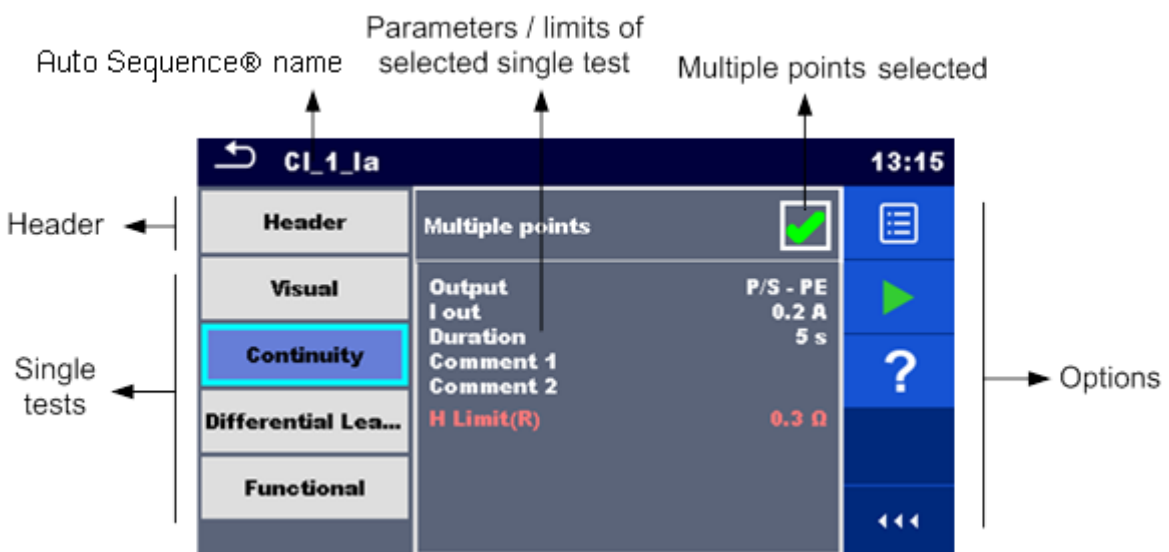 Auto Sequence® name
Parameters / limits of
selected single test
Multiple points selected
CI_1_Ia
13:15
Header
Header
Multiple points
Visual
Output P/S - PE
I out 0.2 A
Duration 5 s
Comment 1
Comment 2
H Limit(R) 0.3 Ω
Single
tests
Continuity
Differential Lea...
Functional
?
Options